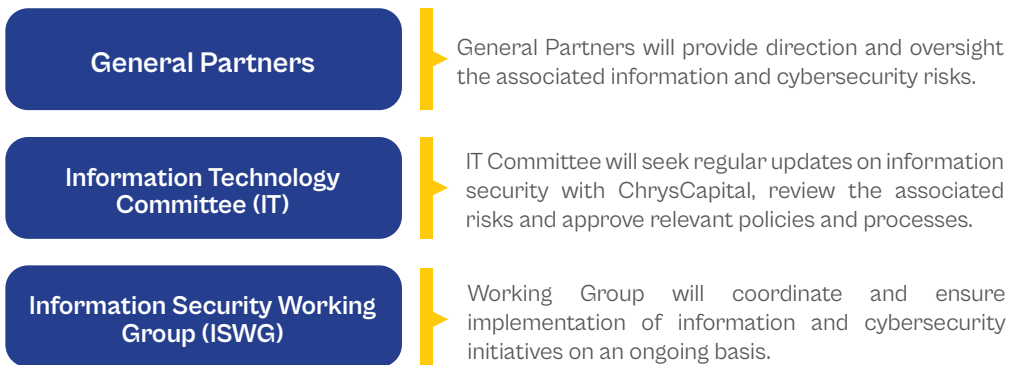 General Partners
General Partners will provide direction and oversight
the associated information and cybersecurity risks.
Information Technology
Committee (IT)
IT Committee will seek regular updates on information
security with ChrysCapital, review the associated
risks and approve relevant policies and processes.
Information Security Working
Group (ISWG)
Working Group will coordinate and ensure
implementation of information and cybersecurity
initiatives on an ongoing basis.